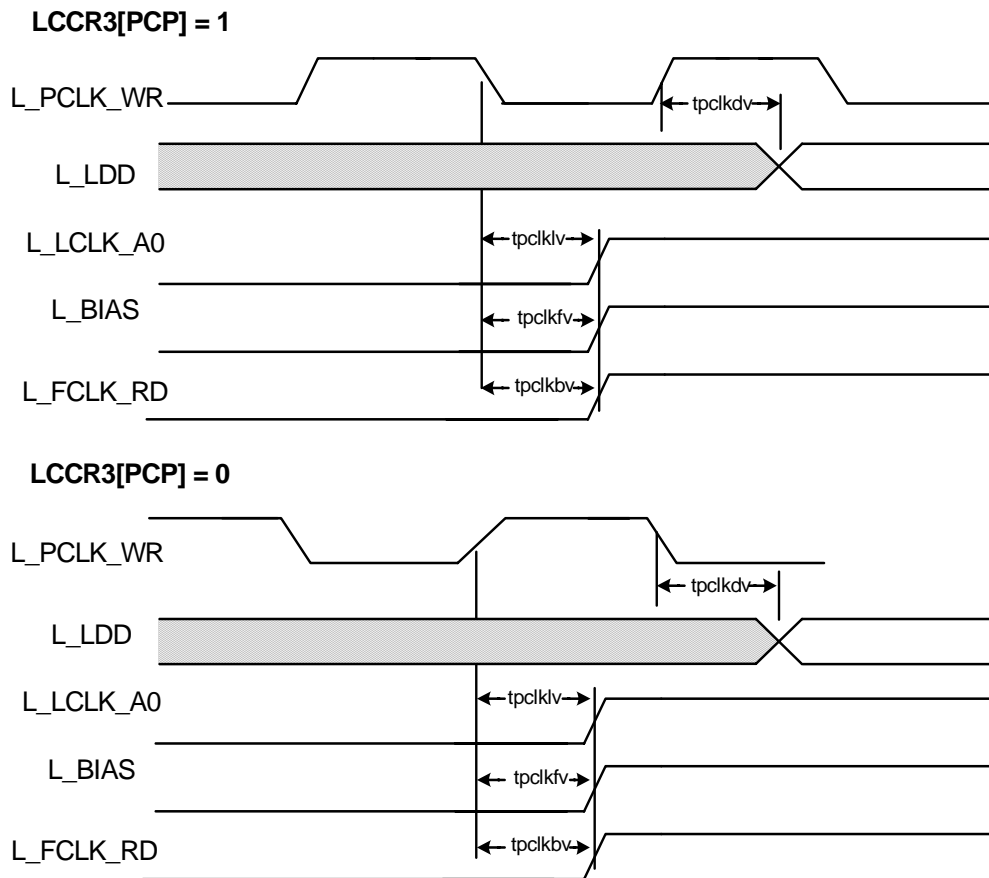 LCCR3[PCP] = 1
L_PCLK_WR
tpclkdv
L_LDD
L_LCLK_A0
tpclklv
L_BIAS
tpclkfv
L_FCLK_RD
tpclkbv
LCCR3[PCP] = 0
L_PCLK_WR
tpclkdv
L_LDD
L_LCLK_A0
tpclklv
L_BIAS
tpclkfv
L_FCLK_RD
tpclkbv